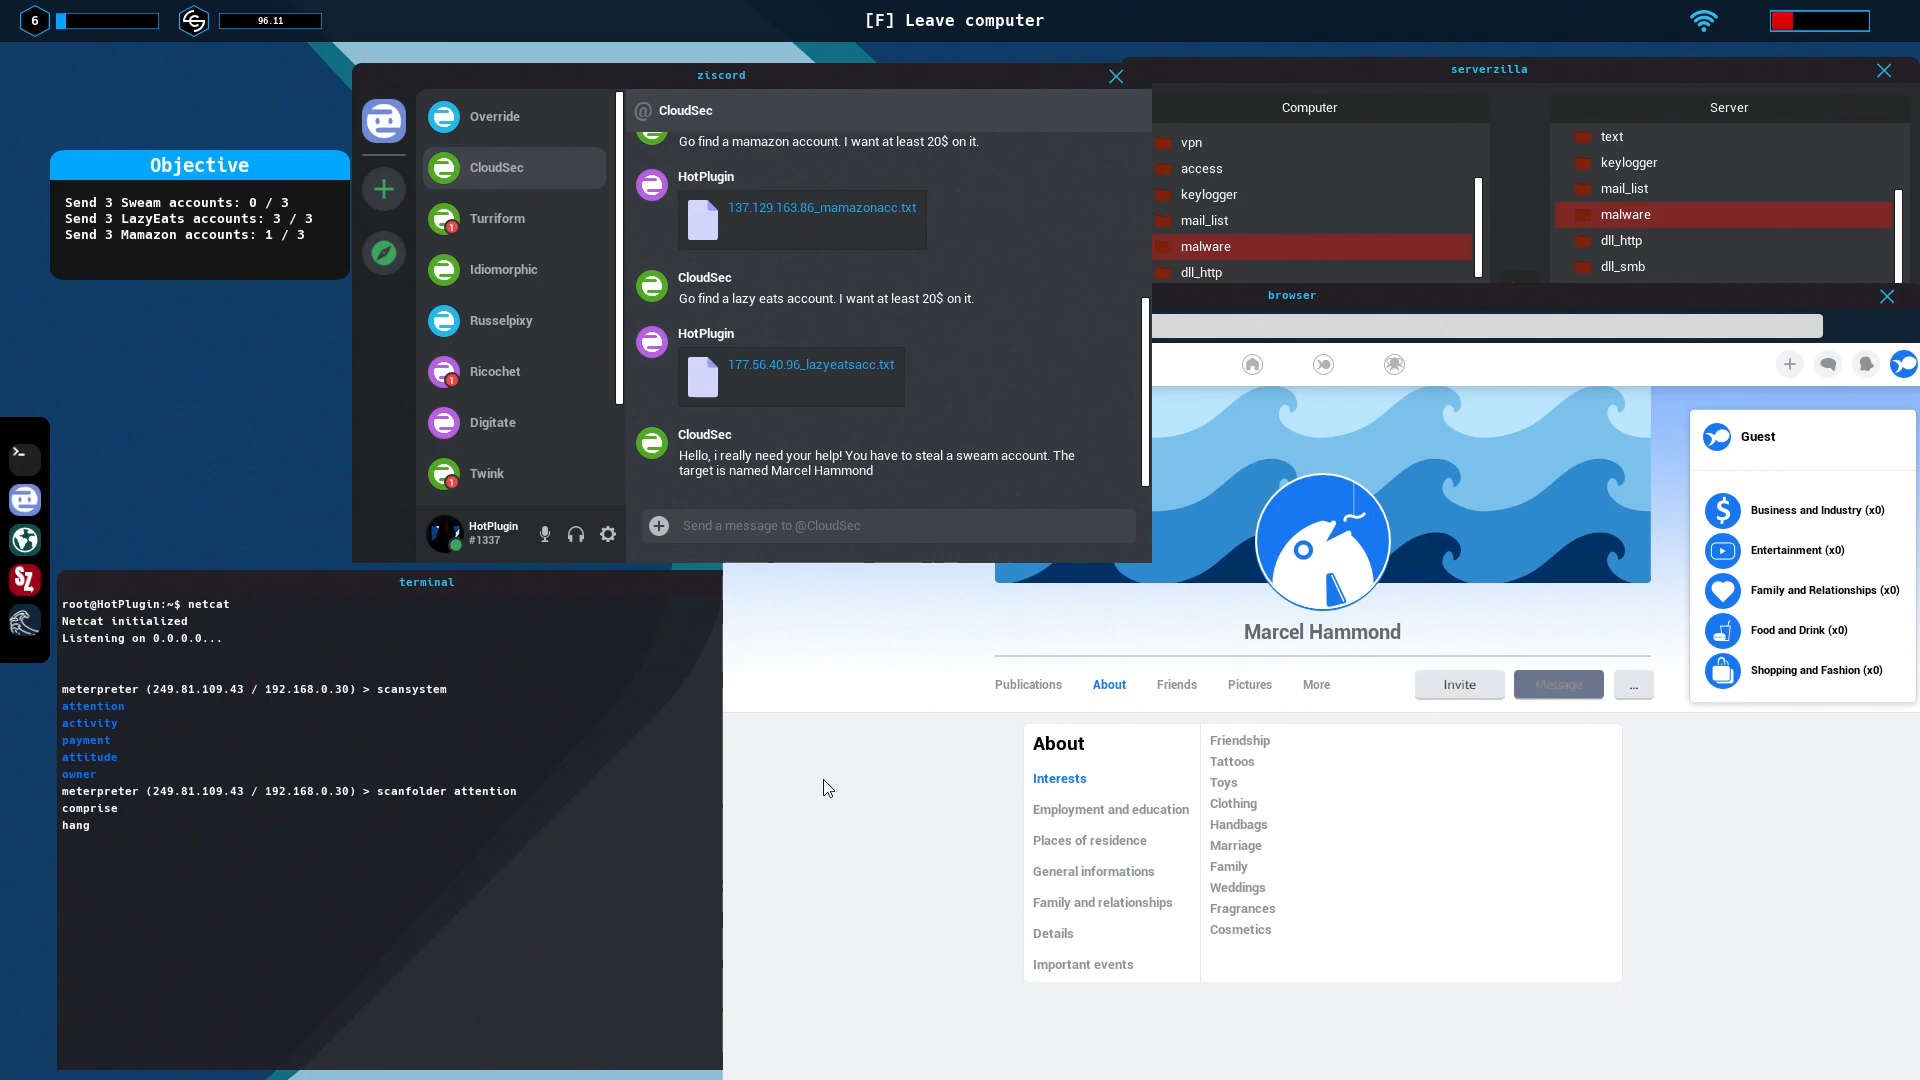 6
96.11
[F] Leave computer
Objective
Send 3 Sweam accounts: 0 / 3
Send 3 LazyEats accounts: 3 / 3
Send 3 Mamazon accounts: 1 / 3
ziscord
Override
CloudSec
Turriform
1
Idiomorphic
Russelpixy
Ricochet
1
Digitate
Twink
1
HotPlugin
#1337
@ CloudSec
Go find a mamazon account. I want at least 20$ on it.
HotPlugin
137.129.163.86_mamazonacc.txt
CloudSec
Go find a lazy eats account. I want at least 20$ on it.
HotPlugin
177.56.40.96_lazyeatsacc.txt
CloudSec
Hello, i really need your help! You have to steal a sweam account. The
target is named Marcel Hammond
Send a message to @CloudSec
serverzilla
Computer
vpn
access
keylogger
mail_list
malware
dll_http
Server
text
keylogger
mail_list
malware
dll_http
dll_smb
browser
Guest
Business and Industry (x0)
Entertainment (x0)
Family and Relationships (x0)
Food and Drink (x0)
Shopping and Fashion (x0)
Marcel Hammond
Publications
About
Friends
Pictures
More
Invite
Message
...
About
Interests
Employment and education
Places of residence
General informations
Family and relationships
Details
Important events
Friendship
Tattoos
Toys
Clothing
Handbags
Marriage
Family
Weddings
Fragrances
Cosmetics
SZ
terminal
root@HotPlugin:~$ netcat
Netcat initialized
Listening on 0.0.0.0...
meterpreter (249.81.109.43 / 192.168.0.30) > scansystem
attention
activity
payment
attitude
owner
meterpreter (249.81.109.43 / 192.168.0.30) > scanfolder attention
comprise
hang